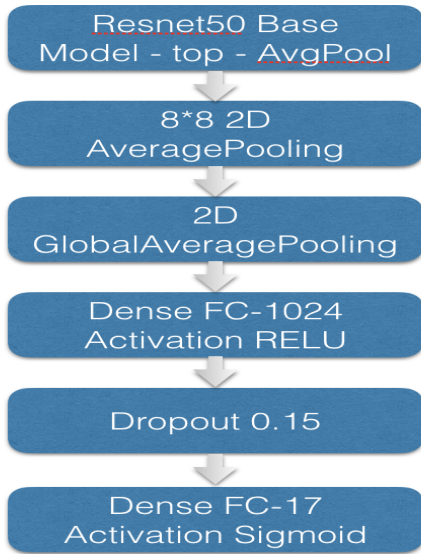 Resnet50 Base
Model - top - AvgPool
8*8 2D
AveragePooling
2D
GlobalAveragePooling
Dense FC-1024
Activation RELU
Dropout 0.15
Dense FC-17
Activation Sigmoid